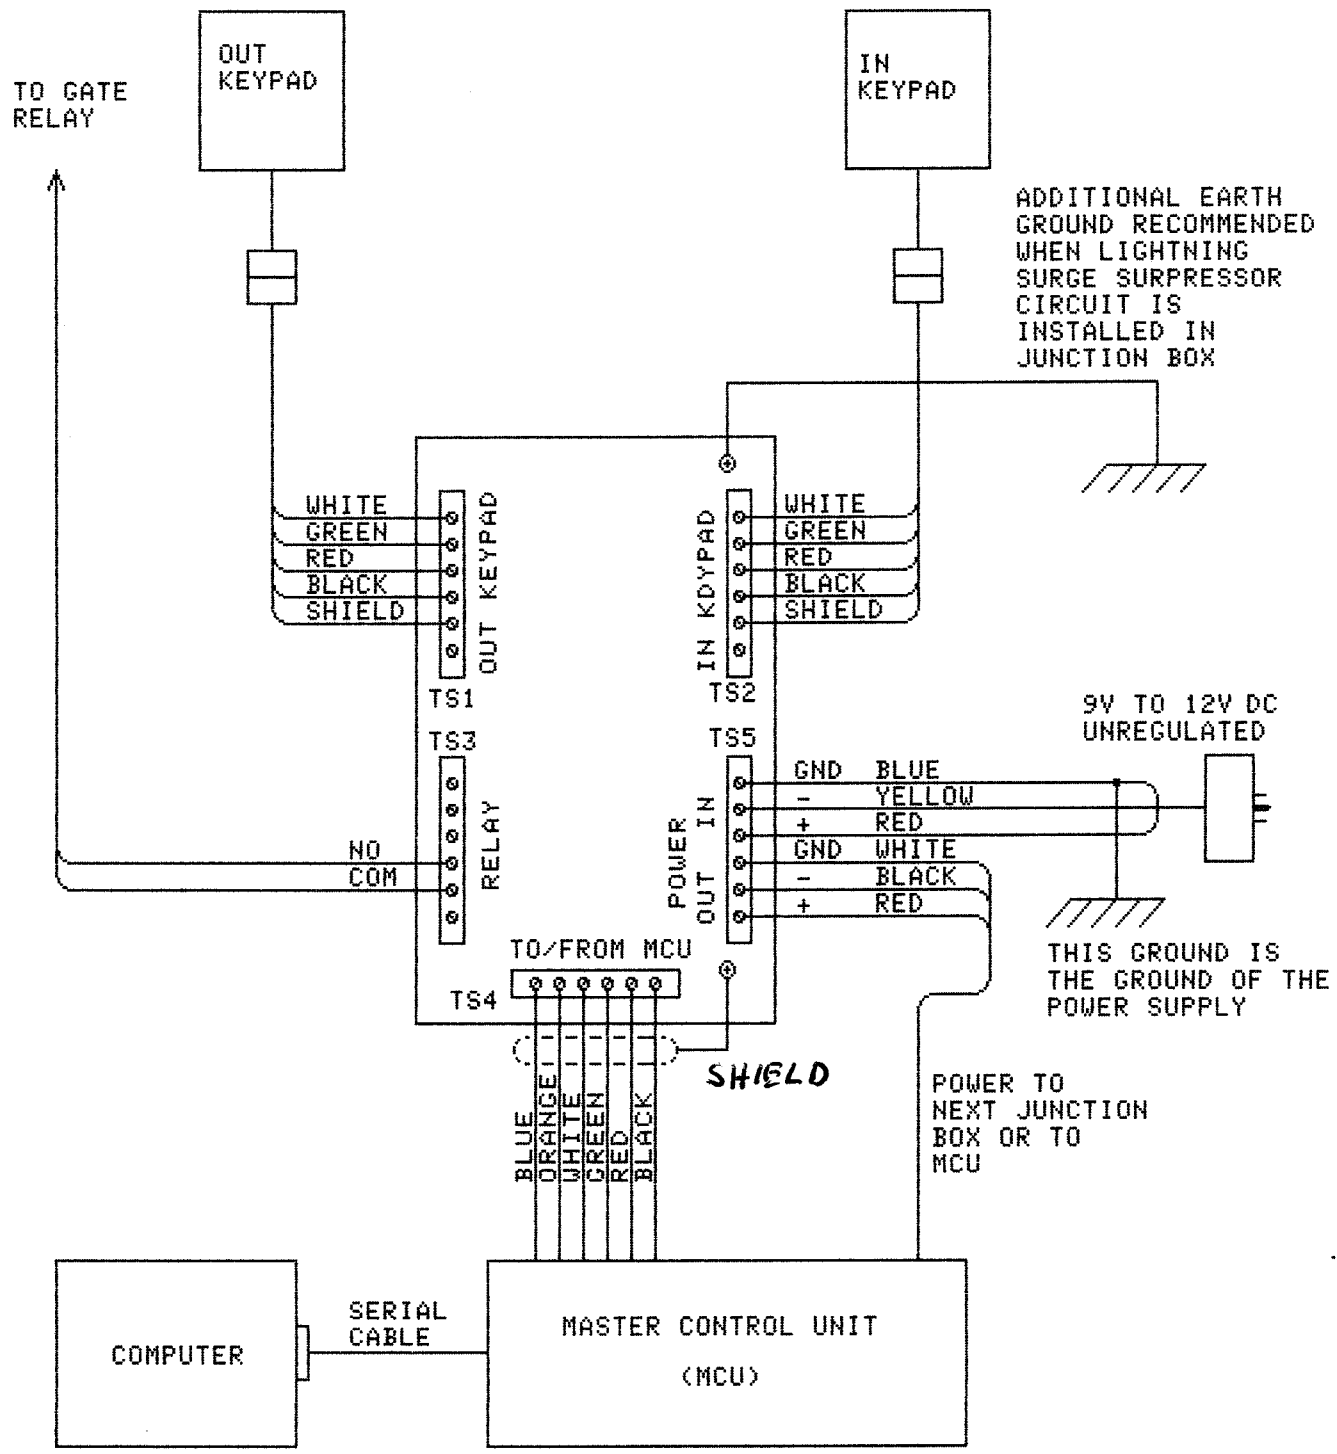 OUT
KEYPAD
IN
KEYPAD
TO GATE
RELAY
ADDITIONAL EARTH
GROUND RECOMMENDED
WHEN LIGHTNING
SURGE SURPRESSOR
CIRCUIT IS
INSTALLED IN
JUNCTION BOX
WHITE
GREEN
RED
BLACK
SHIELD
OUT KEYPAD
TS1
IN KDYPAD
WHITE
GREEN
RED
BLACK
SHIELD
TS2
TS3
RELAY
NO
COM
TS5
POWER
OUT IN
GND BLUE
- YELLOW
+ RED
GND WHITE
- BLACK
+ RED
9V TO 12V DC
UNREGULATED
THIS GROUND IS
THE GROUND OF THE
POWER SUPPLY
TO/FROM MCU
TS4
SHIELD
BLUE
ORANGE
WHITE
GREEN
RED
BLACK
POWER TO
NEXT JUNCTION
BOX OR TO
MCU
COMPUTER
SERIAL
CABLE
MASTER CONTROL UNIT
(MCU)